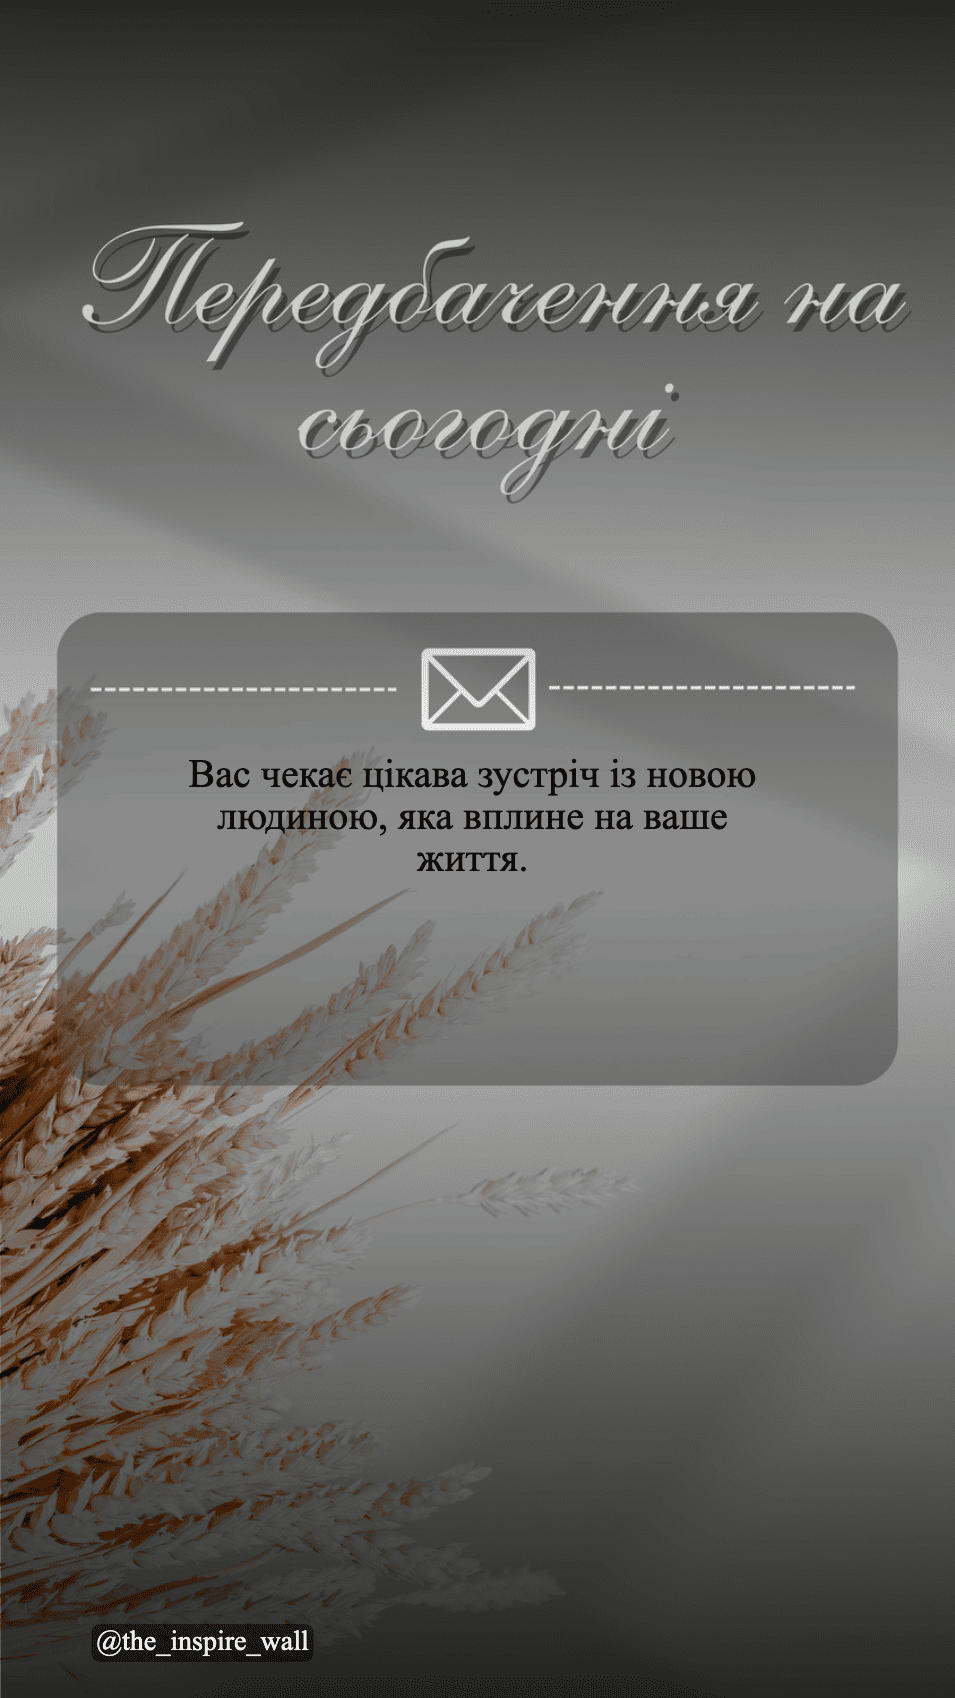 Передбачення на
сьогодні
Вас чекає цікава зустріч із новою
людиною, яка вплине на ваше
життя.
@the_inspire_wall